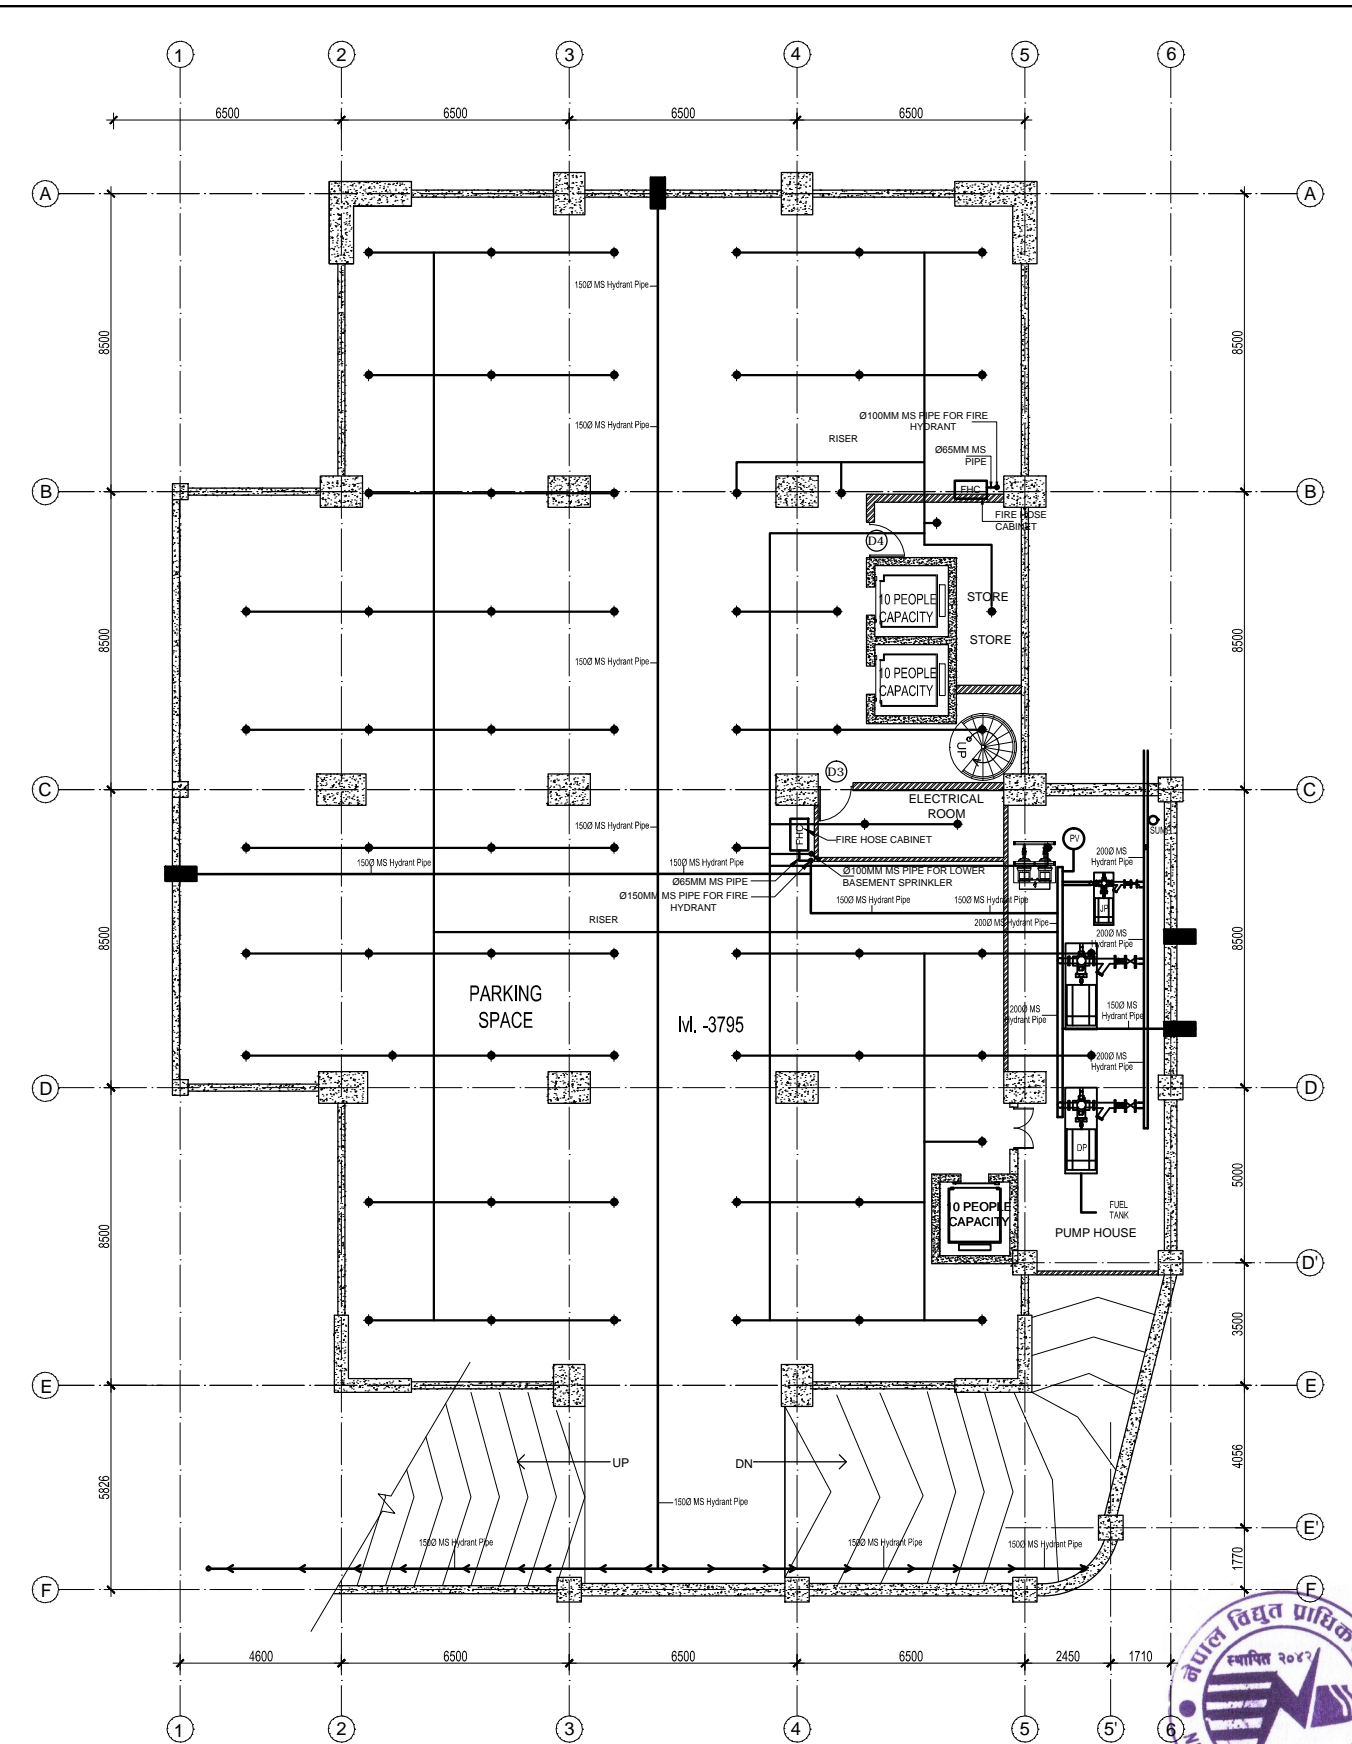 1 2 3 4 5 6
6500 6500 6500 6500
A A
150Ø MS Hydrant Pipe
8500 8500
Ø100MM MS PIPE FOR FIRE
HYDRANT
150Ø MS Hydrant Pipe
RISER
Ø65MM MS
PIPE
B FHC B
FIRE HOSE
CABINET
D4
10 PEOPLE
CAPACITY
STORE
8500 8500
STORE
150Ø MS Hydrant Pipe
10 PEOPLE
CAPACITY
UP
D3
C C
ELECTRICAL
ROOM
150Ø MS Hydrant Pipe
FHC
FIRE HOSE CABINET
PV
SUMP
200Ø MS
Hydrant Pipe
150Ø MS Hydrant Pipe 150Ø MS Hydrant Pipe
Ø100MM MS PIPE FOR LOWER
BASEMENT SPRINKLER
Ø65MM MS PIPE
Ø150MM MS PIPE FOR FIRE
HYDRANT
150Ø MS Hydrant Pipe 150Ø MS Hydrant Pipe
JP
RISER
200Ø MS Hydrant Pipe
8500 8500
200Ø MS
Hydrant Pipe
PARKING
SPACE
lvl. -3795
200Ø MS
Hydrant Pipe
150Ø MS
Hydrant Pipe
200Ø MS
Hydrant Pipe
D D
DP
5000
8500
10 PEOPLE
CAPACITY
FUEL
TANK
PUMP HOUSE
D'
3500
E E
UP DN
4056
5826
150Ø MS Hydrant Pipe
E'
150Ø MS Hydrant Pipe 150Ø MS Hydrant Pipe 150Ø MS Hydrant Pipe
1770
F F
नेपाल विद्युत प्राधिक
स्थापित २०४२
4600 6500 6500 6500 2450 1710
1 2 3 4 5 5' 6